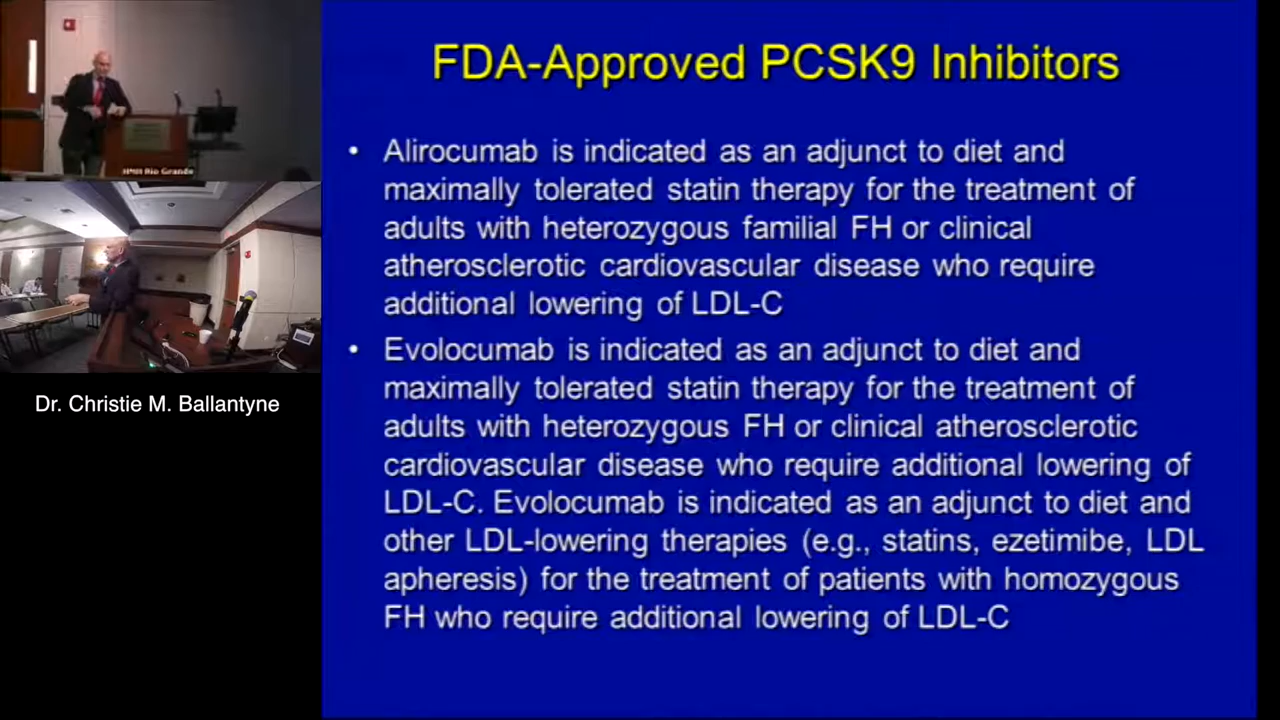 FDA-Approved PCSK9 Inhibitors
• Alirocumab is indicated as an adjunct to diet and
maximally tolerated statin therapy for the treatment of
adults with heterozygous familial FH or clinical
atherosclerotic cardiovascular disease who require
additional lowering of LDL-C
• Evolocumab is indicated as an adjunct to diet and
maximally tolerated statin therapy for the treatment of
adults with heterozygous FH or clinical atherosclerotic
cardiovascular disease who require additional lowering of
LDL-C. Evolocumab is indicated as an adjunct to diet and
other LDL-lowering therapies (e.g., statins, ezetimibe, LDL
apheresis) for the treatment of patients with homozygous
FH who require additional lowering of LDL-C
HMH Rio Grande
Dr. Christie M. Ballantyne